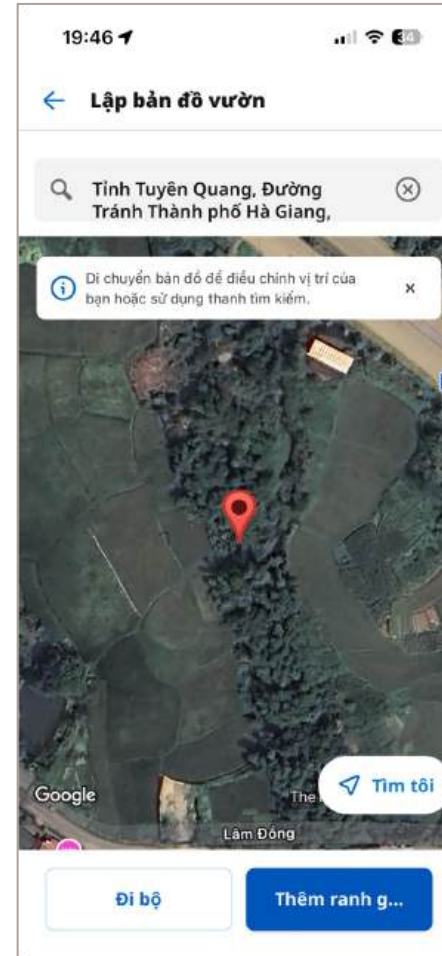 19:46
34
Lập bản đồ vườn
Tỉnh Tuyên Quang, Đường
Tránh Thành phố Hà Giang,
Di chuyển bản đồ để điều chỉnh vị trí của
bạn hoặc sử dụng thanh tìm kiếm.
Google
The
Tìm tôi
Lâm Đồng
Đi bộ
Thêm ranh g...